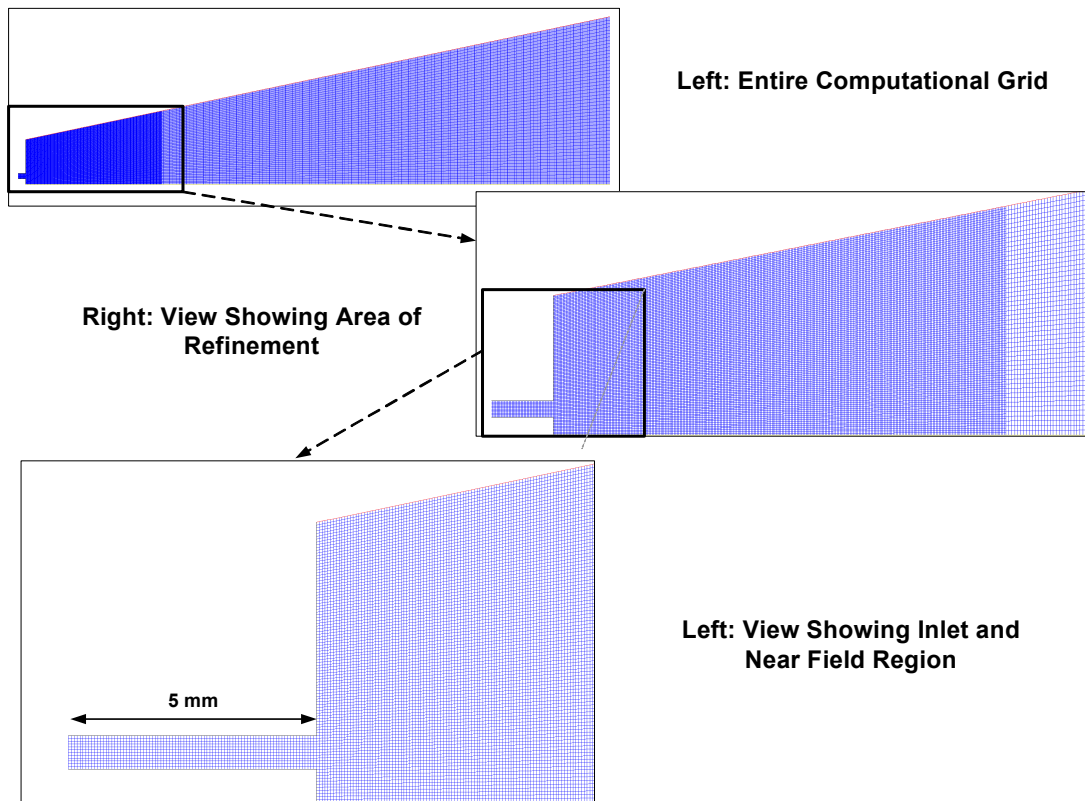 Left: Entire Computational Grid
Right: View Showing Area of
Refinement
5 mm
Left: View Showing Inlet and
Near Field Region